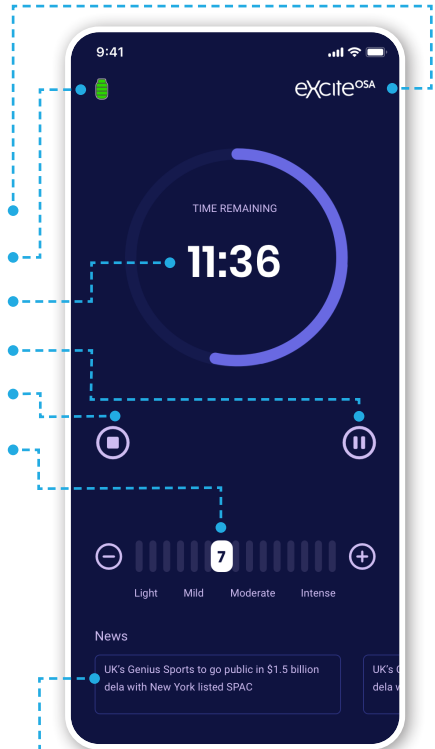 9:41
eXciteOSA
TIME REMAINING
11:36
7
Light Mild Moderate Intense
News
UK's Genius Sports to go public in $1.5 billion
dela with New York listed SPAC
UK's
dela